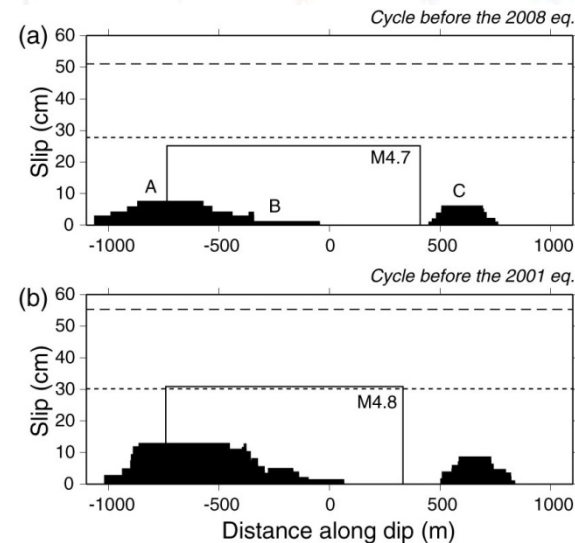 Cycle before the 2008 eq.
(a)
60
50
40
30
20
10
0
Slip (cm)
M4.7
A
B
C
-1000 -500 0 500 1000
Cycle before the 2001 eq.
(b)
60
50
40
30
20
10
0
Slip (cm)
M4.8
-1000 -500 0 500 1000
Distance along dip (m)